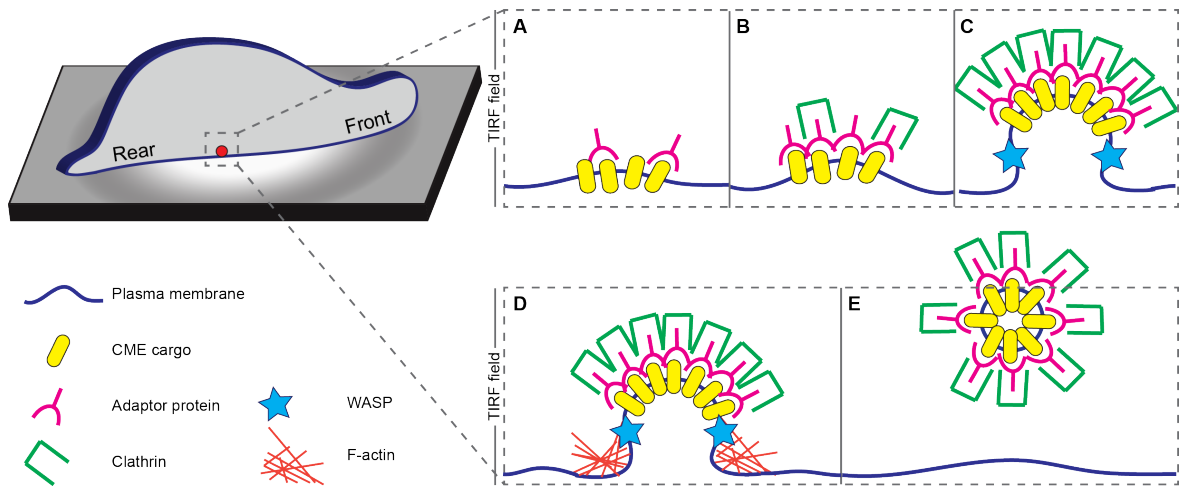 A
B
C
TIRF field
Front
Rear
D
E
TIRF field
Plasma membrane
CME cargo
Adaptor protein
WASP
Clathrin
F-actin